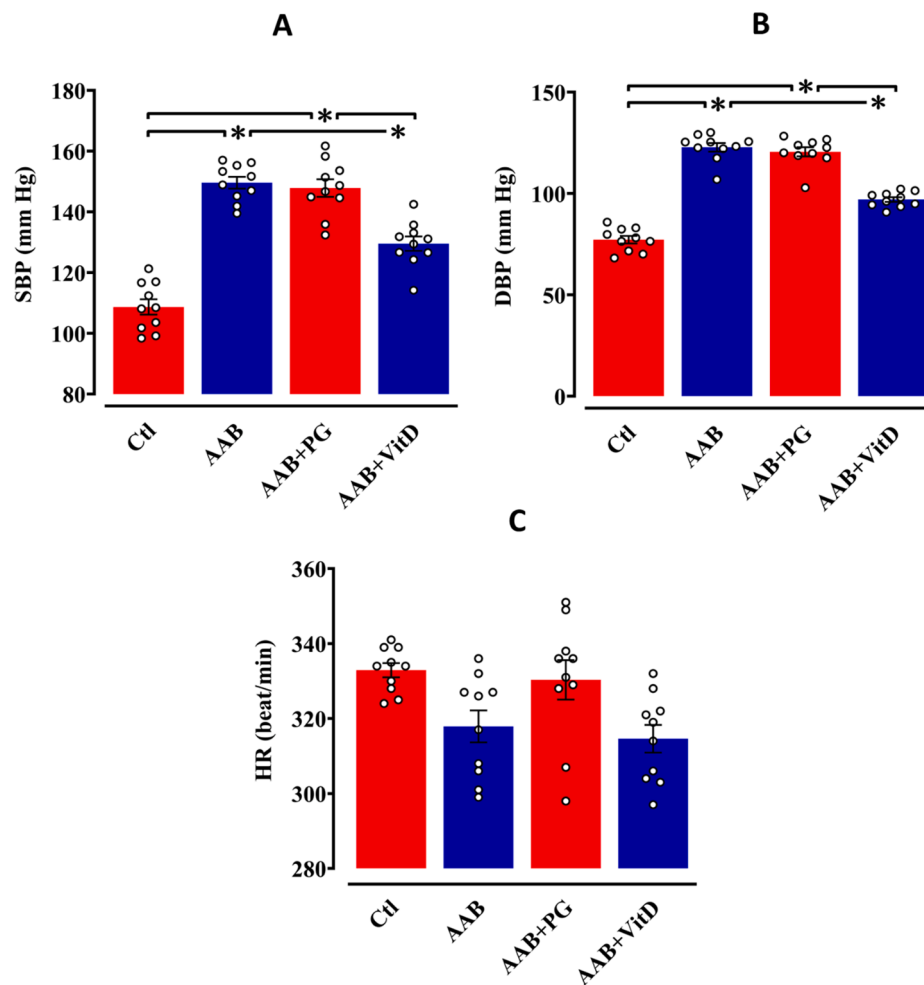 A
SBP (mm Hg)
180
160
140
120
100
80
*
*
*
Ctl
AAB
AAB+PG
AAB+VitD
B
DBP (mm Hg)
150
100
50
0
*
*
*
Ctl
AAB
AAB+PG
AAB+VitD
C
HR (beat/min)
360
340
320
300
280
Ctl
AAB
AAB+PG
AAB+VitD